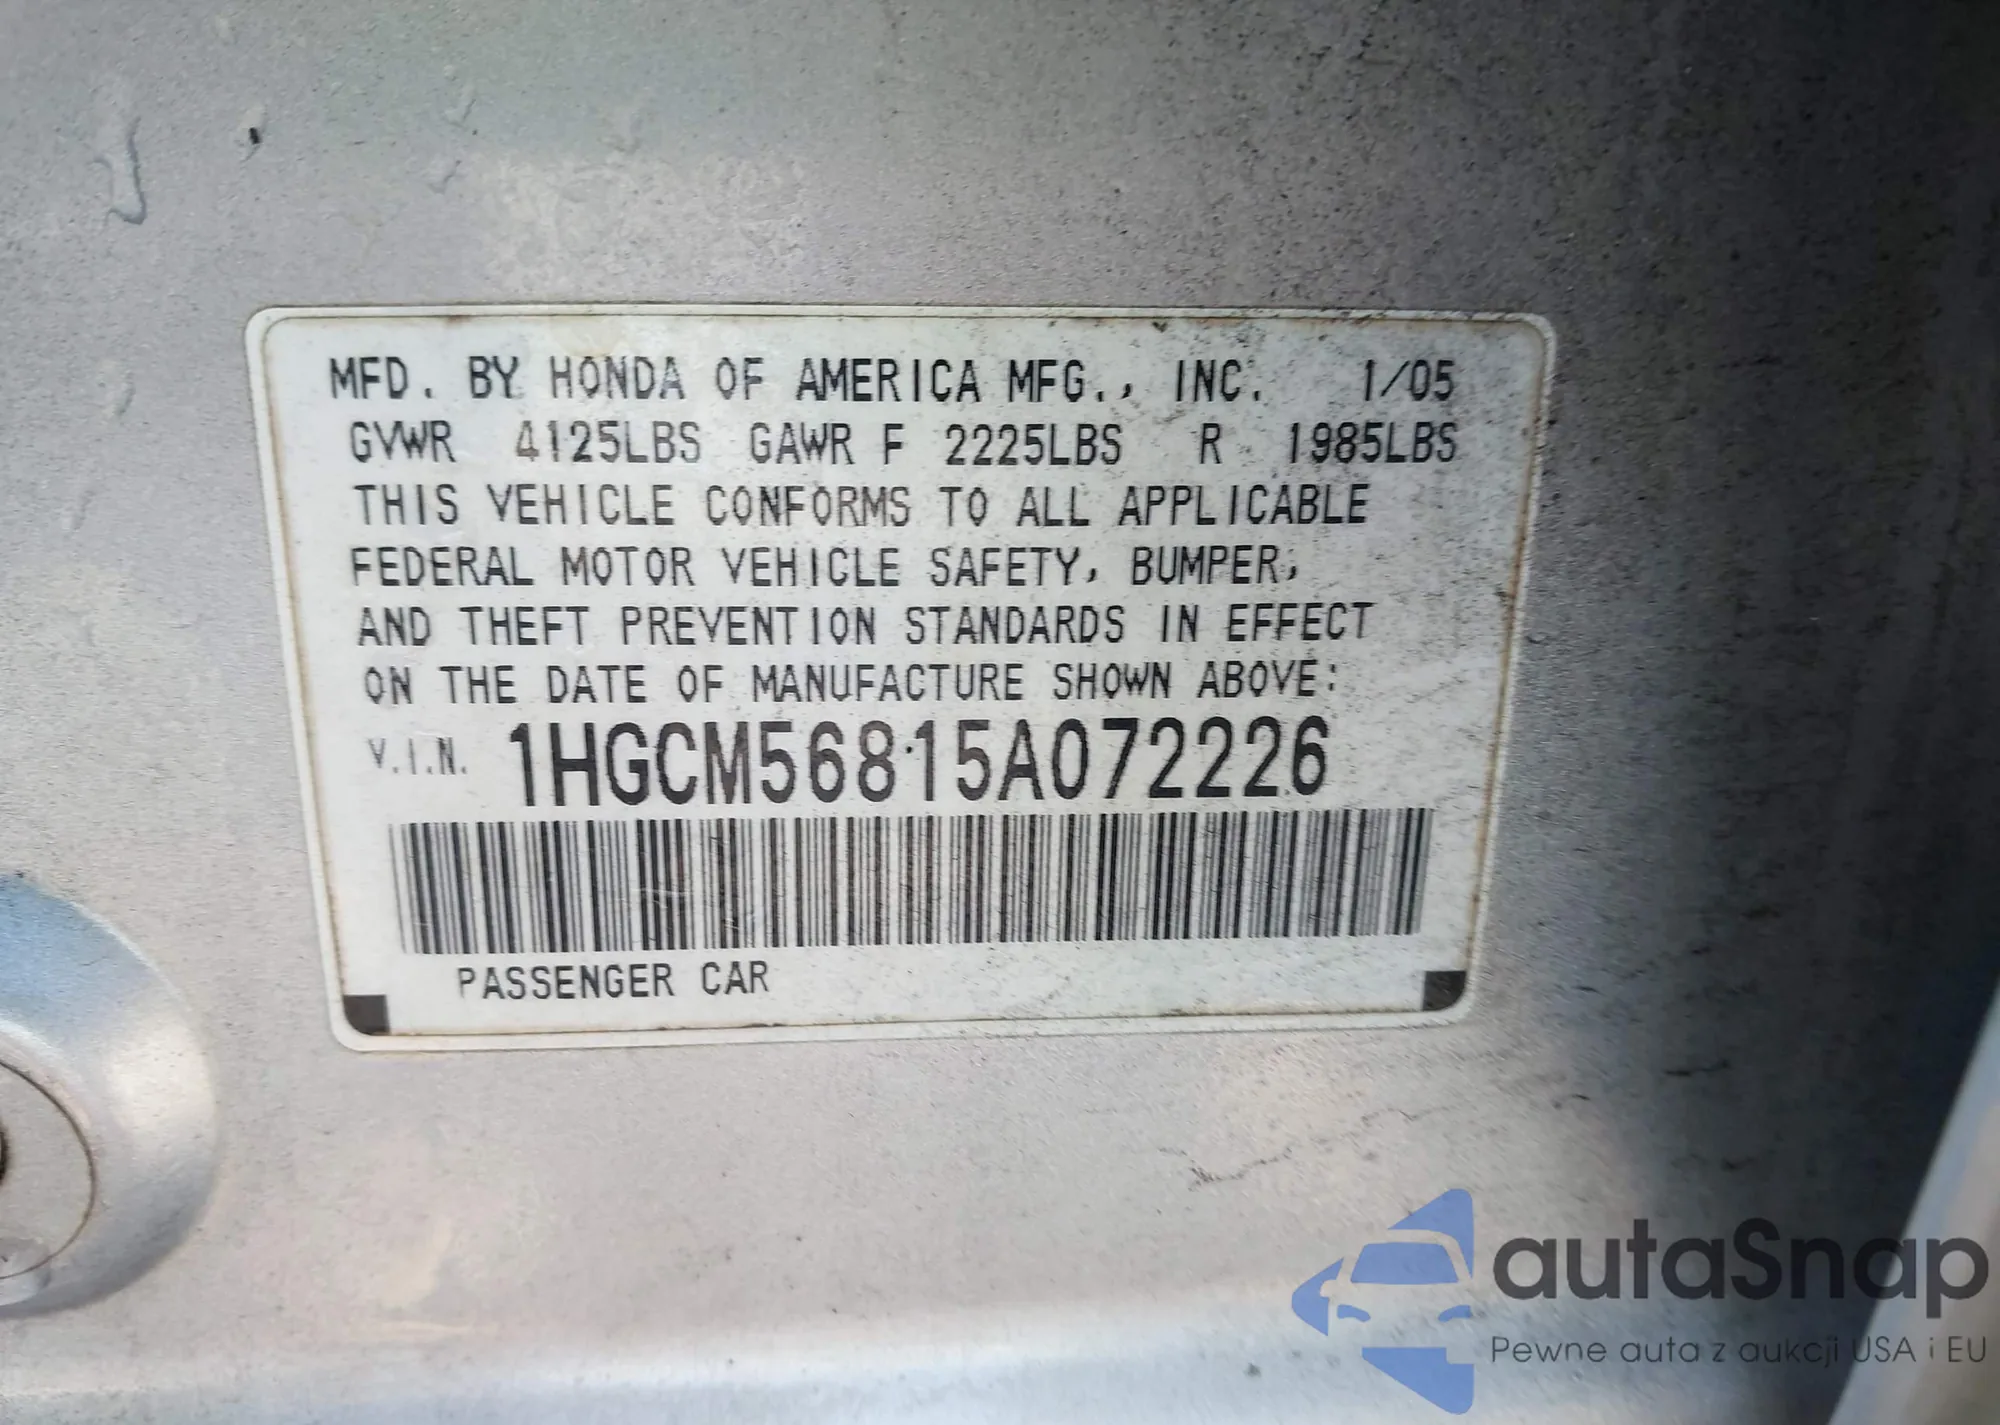 MFD. BY HONDA OF AMERICA MFG., INC. 1/05
GVWR 4125LBS GAWR F 2225LBS R 1985LBS
THIS VEHICLE CONFORMS TO ALL APPLICABLE
FEDERAL MOTOR VEHICLE SAFETY, BUMPER,
AND THEFT PREVENTION STANDARDS IN EFFECT
ON THE DATE OF MANUFACTURE SHOWN ABOVE:
V.I.N. 1HGCM56815A072226
PASSENGER CAR
autaSnap
Pewne auta z aukcji USA i EU